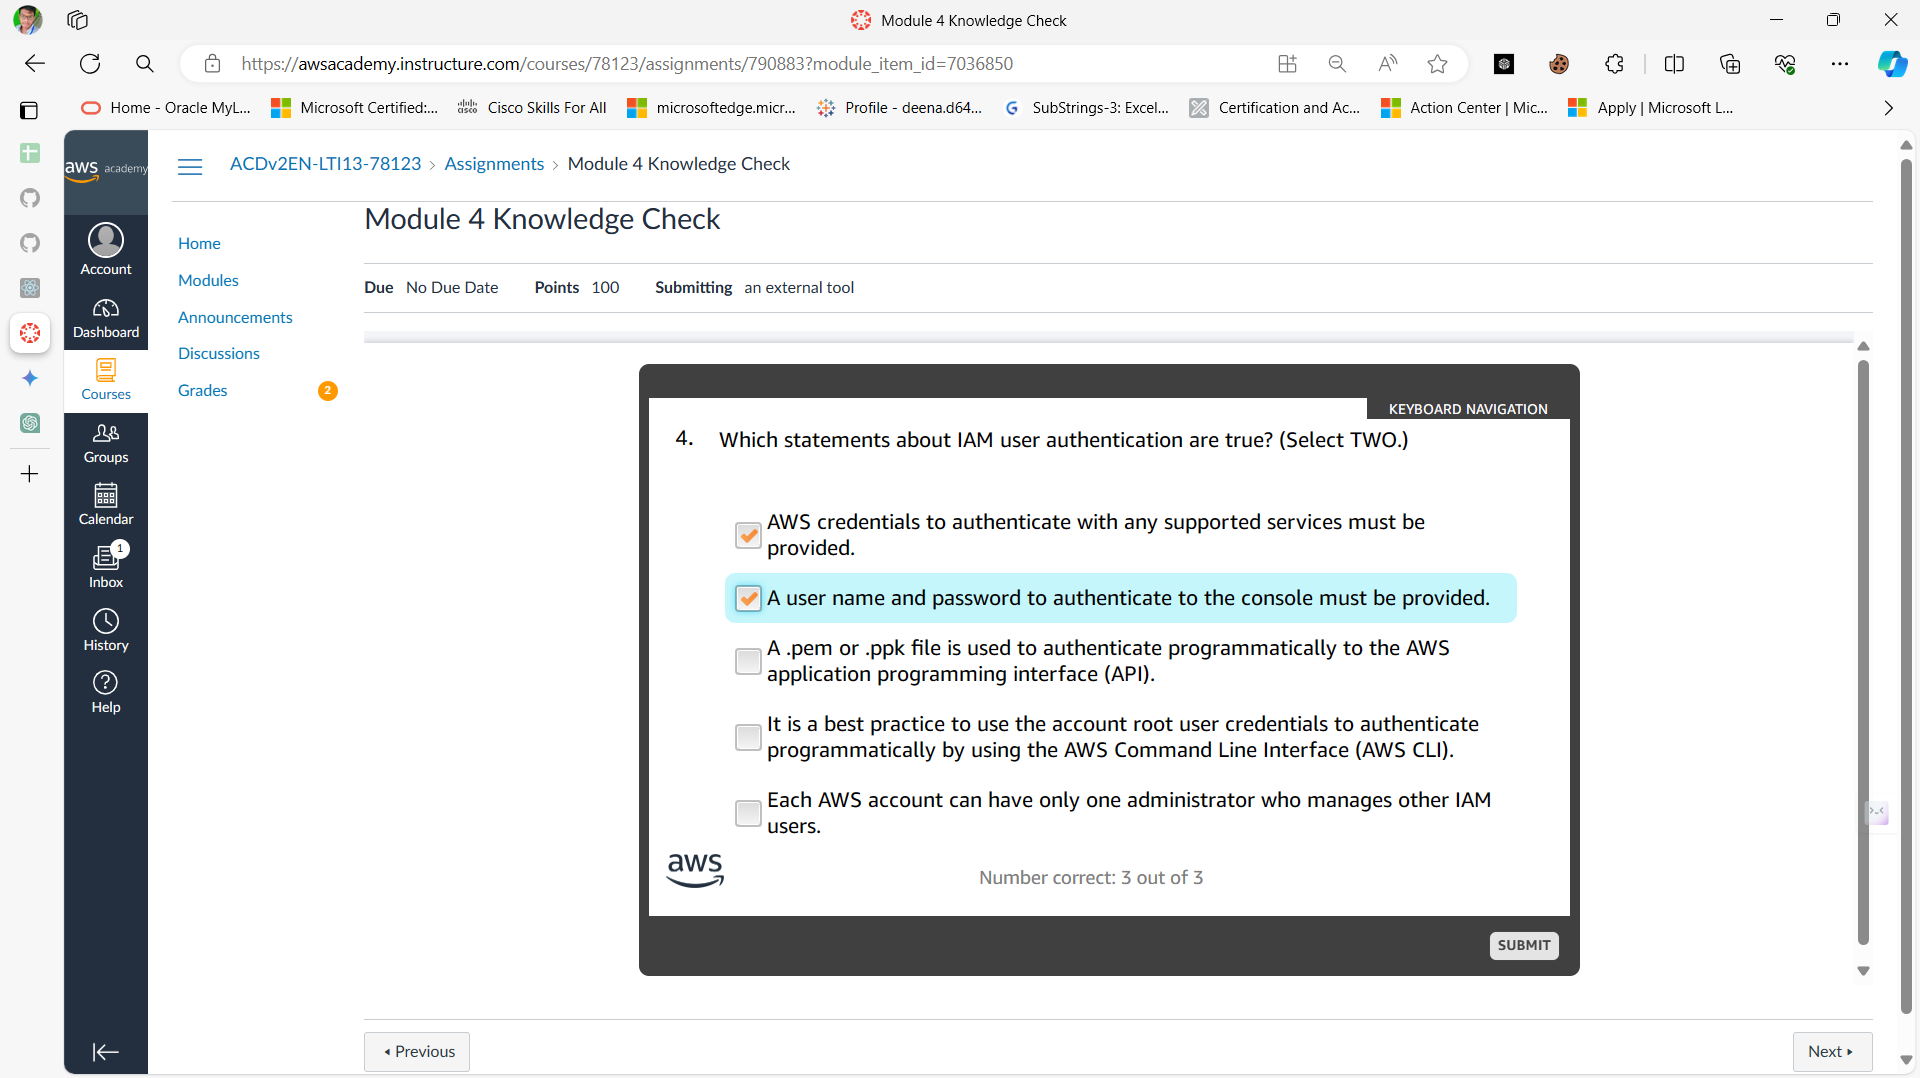 Module 4 Knowledge Check
https://awsacademy.instructure.com/courses/78123/assignments/790883?module_item_id=7036850
Home - Oracle MyL...
Microsoft Certified:...
Cisco Skills For All
microsoftedge.micr...
Profile - deena.d64...
SubStrings-3: Excel...
Certification and Ac...
Action Center | Mic...
Apply | Microsoft L...
aws academy
ACDv2EN-LTI13-78123 › Assignments › Module 4 Knowledge Check
Account
Dashboard
Courses
Groups
Calendar
1
Inbox
History
Help
Home
Modules
Announcements
Discussions
Grades 2
Module 4 Knowledge Check
Due No Due Date Points 100 Submitting an external tool
KEYBOARD NAVIGATION
4. Which statements about IAM user authentication are true? (Select TWO.)
AWS credentials to authenticate with any supported services must be
provided.
A user name and password to authenticate to the console must be provided.
A .pem or .ppk file is used to authenticate programmatically to the AWS
application programming interface (API).
It is a best practice to use the account root user credentials to authenticate
programmatically by using the AWS Command Line Interface (AWS CLI).
Each AWS account can have only one administrator who manages other IAM
users.
aws
Number correct: 3 out of 3
SUBMIT
Previous
Next